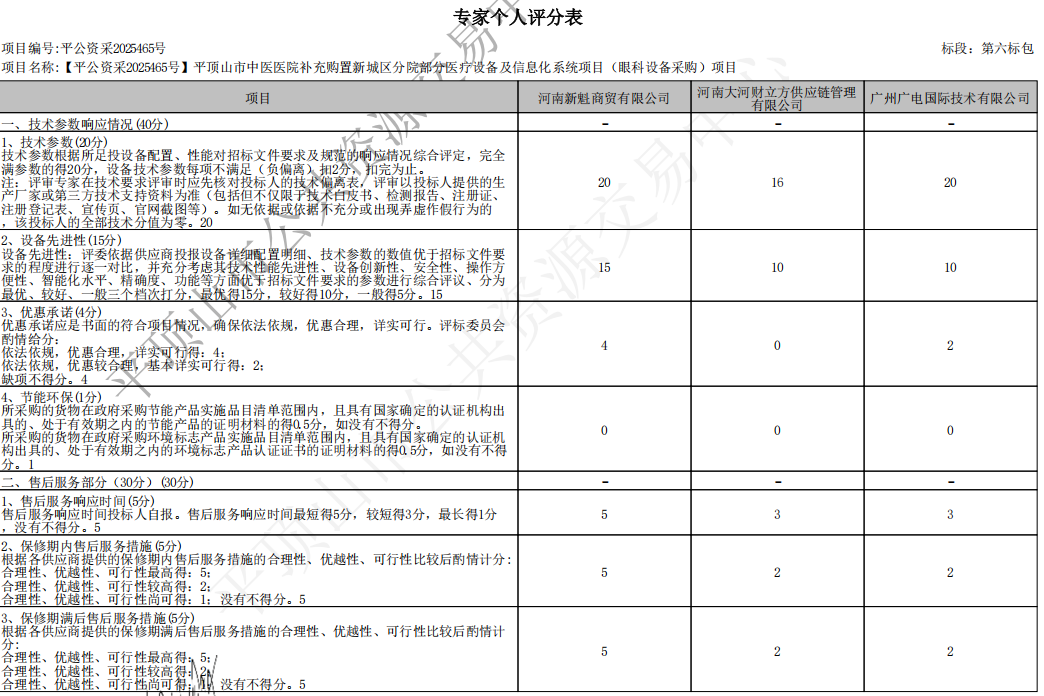 专家个人评分表
项目编号:平公资采2025465号
标段：第六标包
项目名称:【平公资采2025465号】平顶山市中医医院补充购置新城区分院部分医疗设备及信息化系统项目（眼科设备采购）项目
项目
河南新魁商贸有限公司
河南大河财立方供应链管理
有限公司
广州广电国际技术有限公司
一、技术参数响应情况(40分)
-
-
-
1、技术参数(20分)
技术参数根据所足投设备配置、性能对招标文件要求及规范的响应情况综合评定，完全
满参数的得20分，设备技术参数每项不满足（负偏离）扣2分，扣完为止。
注：评审专家在技术要求评审时应先核对投标人的技术偏离表，评审以投标人提供的生
产厂家或第三方技术支持资料为准（包括但不仅限于技术白皮书、检测报告、注册证、
注册登记表、宣传页、官网截图等）。如无依据或依据不充分或出现弄虚作假行为的
，该投标人的全部技术分值为零。20
20
16
20
2、设备先进性(15分)
设备先进性：评委依据供应商投报设备详细配置明细、技术参数的数值优于招标文件要
求的程度进行逐一对比，并充分考虑其技术性能先进性、设备创新性、安全性、操作方
便性、智能化水平、精确度、功能等方面优于招标文件要求的参数进行综合评议、分为
最优、较好、一般三个档次打分，最优得15分，较好得10分，一般得5分。15
15
10
10
3、优惠承诺(4分)
优惠承诺应是书面的符合项目情况，确保依法依规，优惠合理，详实可行。评标委员会
酌情给分：
依法依规，优惠合理，详实可行得：4；
依法依规，优惠较合理，基本详实可行得：2；
缺项不得分。4
4
0
2
4、节能环保(1分)
所采购的货物在政府采购节能产品实施品目清单范围内，且具有国家确定的认证机构出
具的、处于有效期之内的节能产品的证明材料的得0.5分，如没有不得分。
所采购的货物在政府采购环境标志产品实施品目清单范围内，且具有国家确定的认证机
构出具的、处于有效期之内的环境标志产品认证证书的证明材料的得0.5分，如没有不得
分。1
0
0
0
二、售后服务部分（30分）(30分)
-
-
-
1、售后服务响应时间(5分)
售后服务响应时间投标人自报。售后服务响应时间最短得5分，较短得3分，最长得1分
，没有不得分。5
5
3
3
2、保修期内售后服务措施(5分)
根据各供应商提供的保修期内售后服务措施的合理性、优越性、可行性比较后酌情计分：
合理性、优越性、可行性最高得：5；
合理性、优越性、可行性较高得：2；
合理性、优越性、可行性尚可得：1；没有不得分。5
5
2
2
3、保修期满后售后服务措施(5分)
根据各供应商提供的保修期满后售后服务措施的合理性、优越性、可行性比较后酌情计
分：
合理性、优越性、可行性最高得：5；
合理性、优越性、可行性较高得：2；
合理性、优越性、可行性尚可得：1；没有不得分。5
5
2
2
平顶山市公共资源交易中心
平顶山市公共资源交易中心